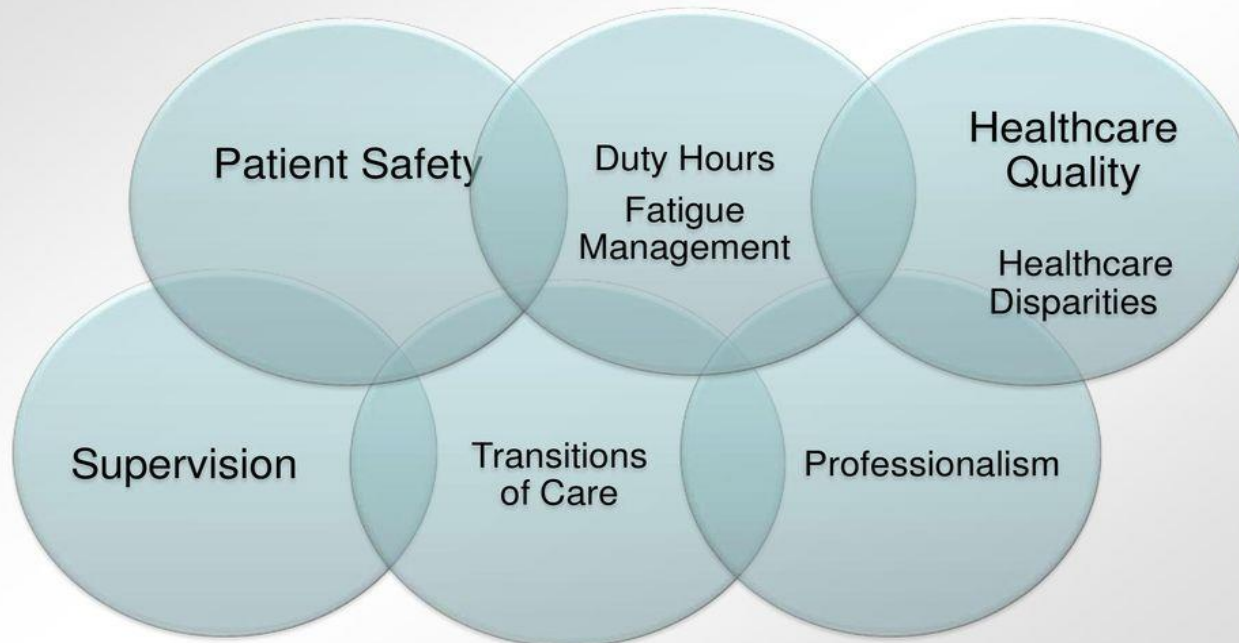 Patient Safety
Duty Hours
Fatigue
Management
Healthcare
Quality
Healthcare
Disparities
Supervision
Transitions
of Care
Professionalism